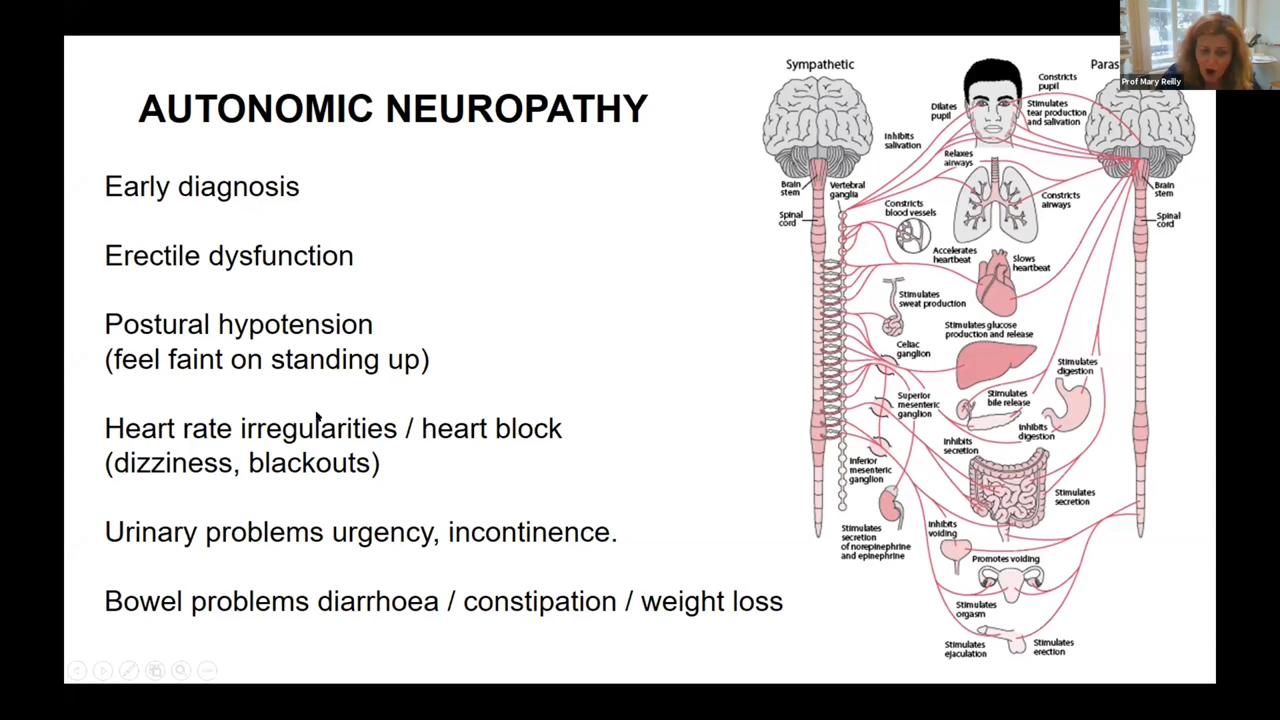 AUTONOMIC NEUROPATHY
Early diagnosis
Erectile dysfunction
Postural hypotension
(feel faint on standing up)
Heart rate irregularities / heart block
(dizziness, blackouts)
Urinary problems urgency, incontinence.
Bowel problems diarrhoea / constipation / weight loss
Sympathetic
Paras
Prof Mary Reilly
Constricts
pupil
Dilates
pupil
Stimulates
tear production
and salivation
Inhibits
salivation
Relaxes
airways
Brain
stem
Vertebral
ganglia
Brain
stem
Constricts
airways
Spinal
cord
Constricts
blood vessels
Spinal
cord
Accelerates
heartbeat
Slows
heartbeat
Stimulates
sweat production
Stimulates glucose
production and release
Celiac
ganglion
Stimulates
digestion
Superior
mesenteric
ganglion
Stimulates
bile release
Inhibits
digestion
Inhibits
secretion
Inferior
mesenteric
ganglion
Stimulates
secretion
Stimulates
secretion
of norepinephrine
and epinephrine
Inhibits
voiding
Promotes voiding
Stimulates
orgasm
Stimulates
ejaculation
Stimulates
erection